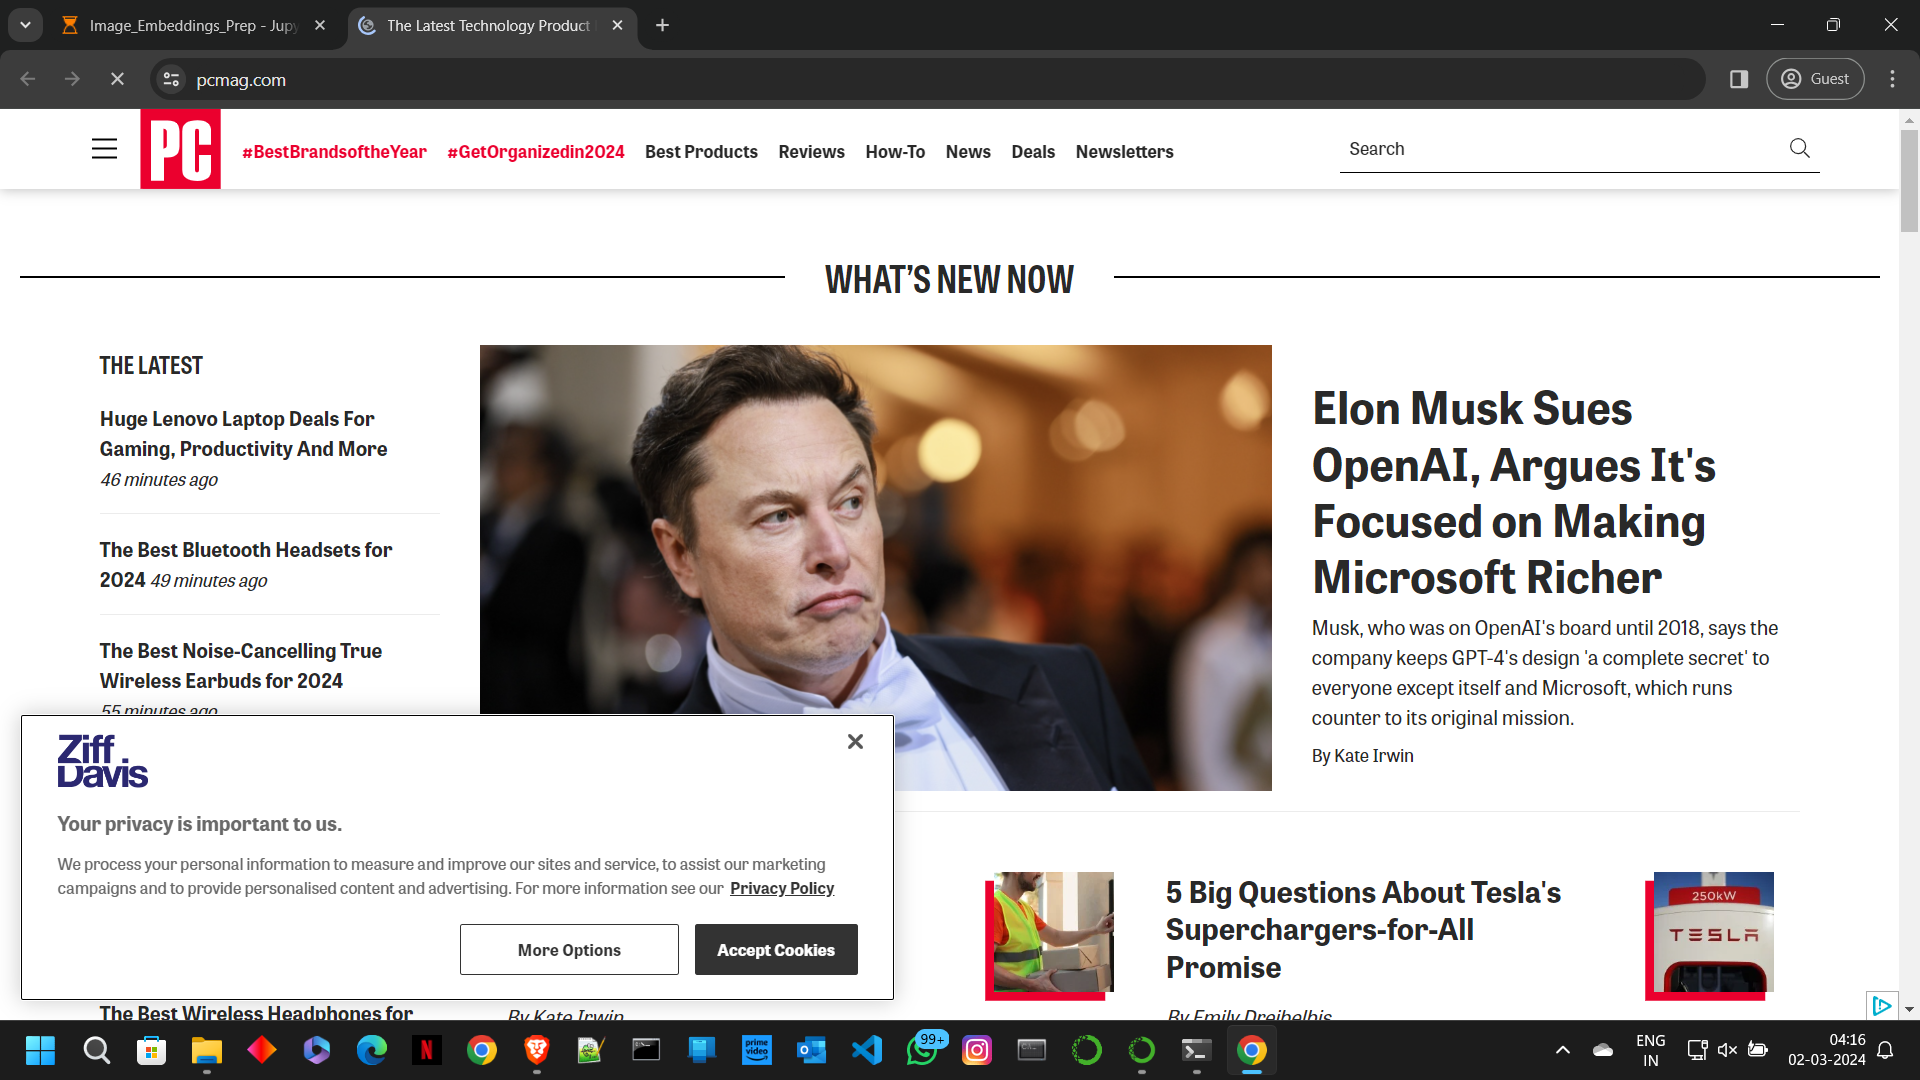 Image_Embeddings_Prep - Jupy
The Latest Technology Product
pcmag.com
Guest
PC
#BestBrandsoftheYear
#GetOrganizedin2024
Best Products
Reviews
How-To
News
Deals
Newsletters
Search
WHAT'S NEW NOW
THE LATEST
Huge Lenovo Laptop Deals For
Gaming, Productivity And More
46 minutes ago
The Best Bluetooth Headsets for
2024 49 minutes ago
The Best Noise-Cancelling True
Wireless Earbuds for 2024
55 minutes ago
Elon Musk Sues
OpenAI, Argues It's
Focused on Making
Microsoft Richer
Musk, who was on OpenAI's board until 2018, says the
company keeps GPT-4's design 'a complete secret' to
everyone except itself and Microsoft, which runs
counter to its original mission.
By Kate Irwin
Ziff
Davis
Your privacy is important to us.
We process your personal information to measure and improve our sites and service, to assist our marketing
campaigns and to provide personalised content and advertising. For more information see our Privacy Policy
More Options
Accept Cookies
5 Big Questions About Tesla's
Superchargers-for-All
Promise
250kW
TESLA
The Best Wireless Headphones for
By Kate Irwin
By Emily Dreibelbis
N
prime
video
99+
ENG
IN
04:16
02-03-2024